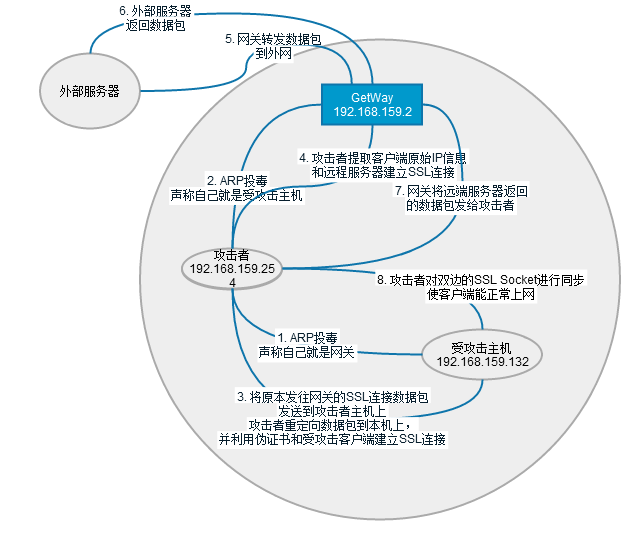 6. 外部服务器
返回数据包
5. 网关转发数据包
到外网
外部服务器
GetWay
192.168.159.2
4. 攻击者提取客户端原始IP信息
和远程服务器建立SSL连接
2. ARP投毒
声称自己就是受攻击主机
7. 网关将远端服务器返回
的数据包发给攻击者
攻击者
192.168.159.25
4
8. 攻击者对双边的SSL Socket进行同步
使客户端能正常上网
1. ARP投毒
声称自己就是网关
受攻击主机
192.168.159.132
3. 将原本发往网关的SSL连接数据包
发送到攻击者主机上
攻击者重定向数据包到本机上，
并利用伪证书和受攻击客户端建立SSL连接